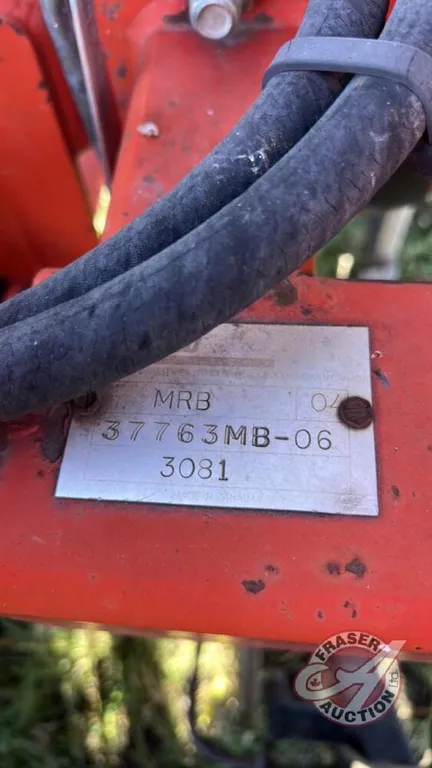 MRB 04
37763MB-06
3081
FRASER
AUCTION